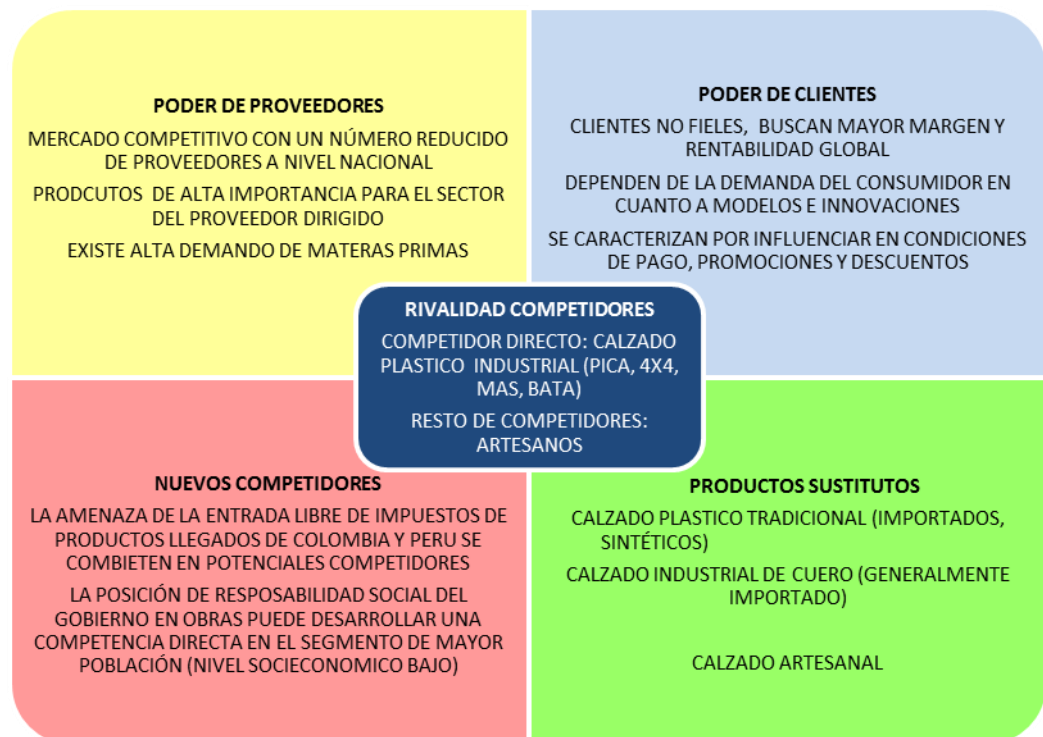 PODER DE PROVEEDORES
MERCADO COMPETITIVO CON UN NÚMERO REDUCIDO
DE PROVEEDORES A NIVEL NACIONAL
PRODCUTOS DE ALTA IMPORTANCIA PARA EL SECTOR
DEL PROVEEDOR DIRIGIDO
EXISTE ALTA DEMANDO DE MATERAS PRIMAS
PODER DE CLIENTES
CLIENTES NO FIELES, BUSCAN MAYOR MARGEN Y
RENTABILIDAD GLOBAL
DEPENDEN DE LA DEMANDA DEL CONSUMIDOR EN
CUANTO A MODELOS E INNOVACIONES
SE CARACTERIZAN POR INFLUENCIAR EN CONDICIONES
DE PAGO, PROMOCIONES Y DESCUENTOS
RIVALIDAD COMPETIDORES
COMPETIDOR DIRECTO: CALZADO
PLASTICO INDUSTRIAL (PICA, 4X4,
MAS, BATA)
RESTO DE COMPETIDORES:
ARTESANOS
NUEVOS COMPETIDORES
LA AMENAZA DE LA ENTRADA LIBRE DE IMPUESTOS DE
PRODUCTOS LLEGADOS DE COLOMBIA Y PERU SE
COMBIETEN EN POTENCIALES COMPETIDORES
LA POSICIÓN DE RESPOSABILIDAD SOCIAL DEL
GOBIERNO EN OBRAS PUEDE DESARROLLAR UNA
COMPETENCIA DIRECTA EN EL SEGMENTO DE MAYOR
POBLACIÓN (NIVEL SOCIECONOMICO BAJO)
PRODUCTOS SUSTITUTOS
CALZADO PLASTICO TRADICIONAL (IMPORTADOS,
SINTÉTICOS)
CALZADO INDUSTRIAL DE CUERO (GENERALMENTE
IMPORTADO)
CALZADO ARTESANAL